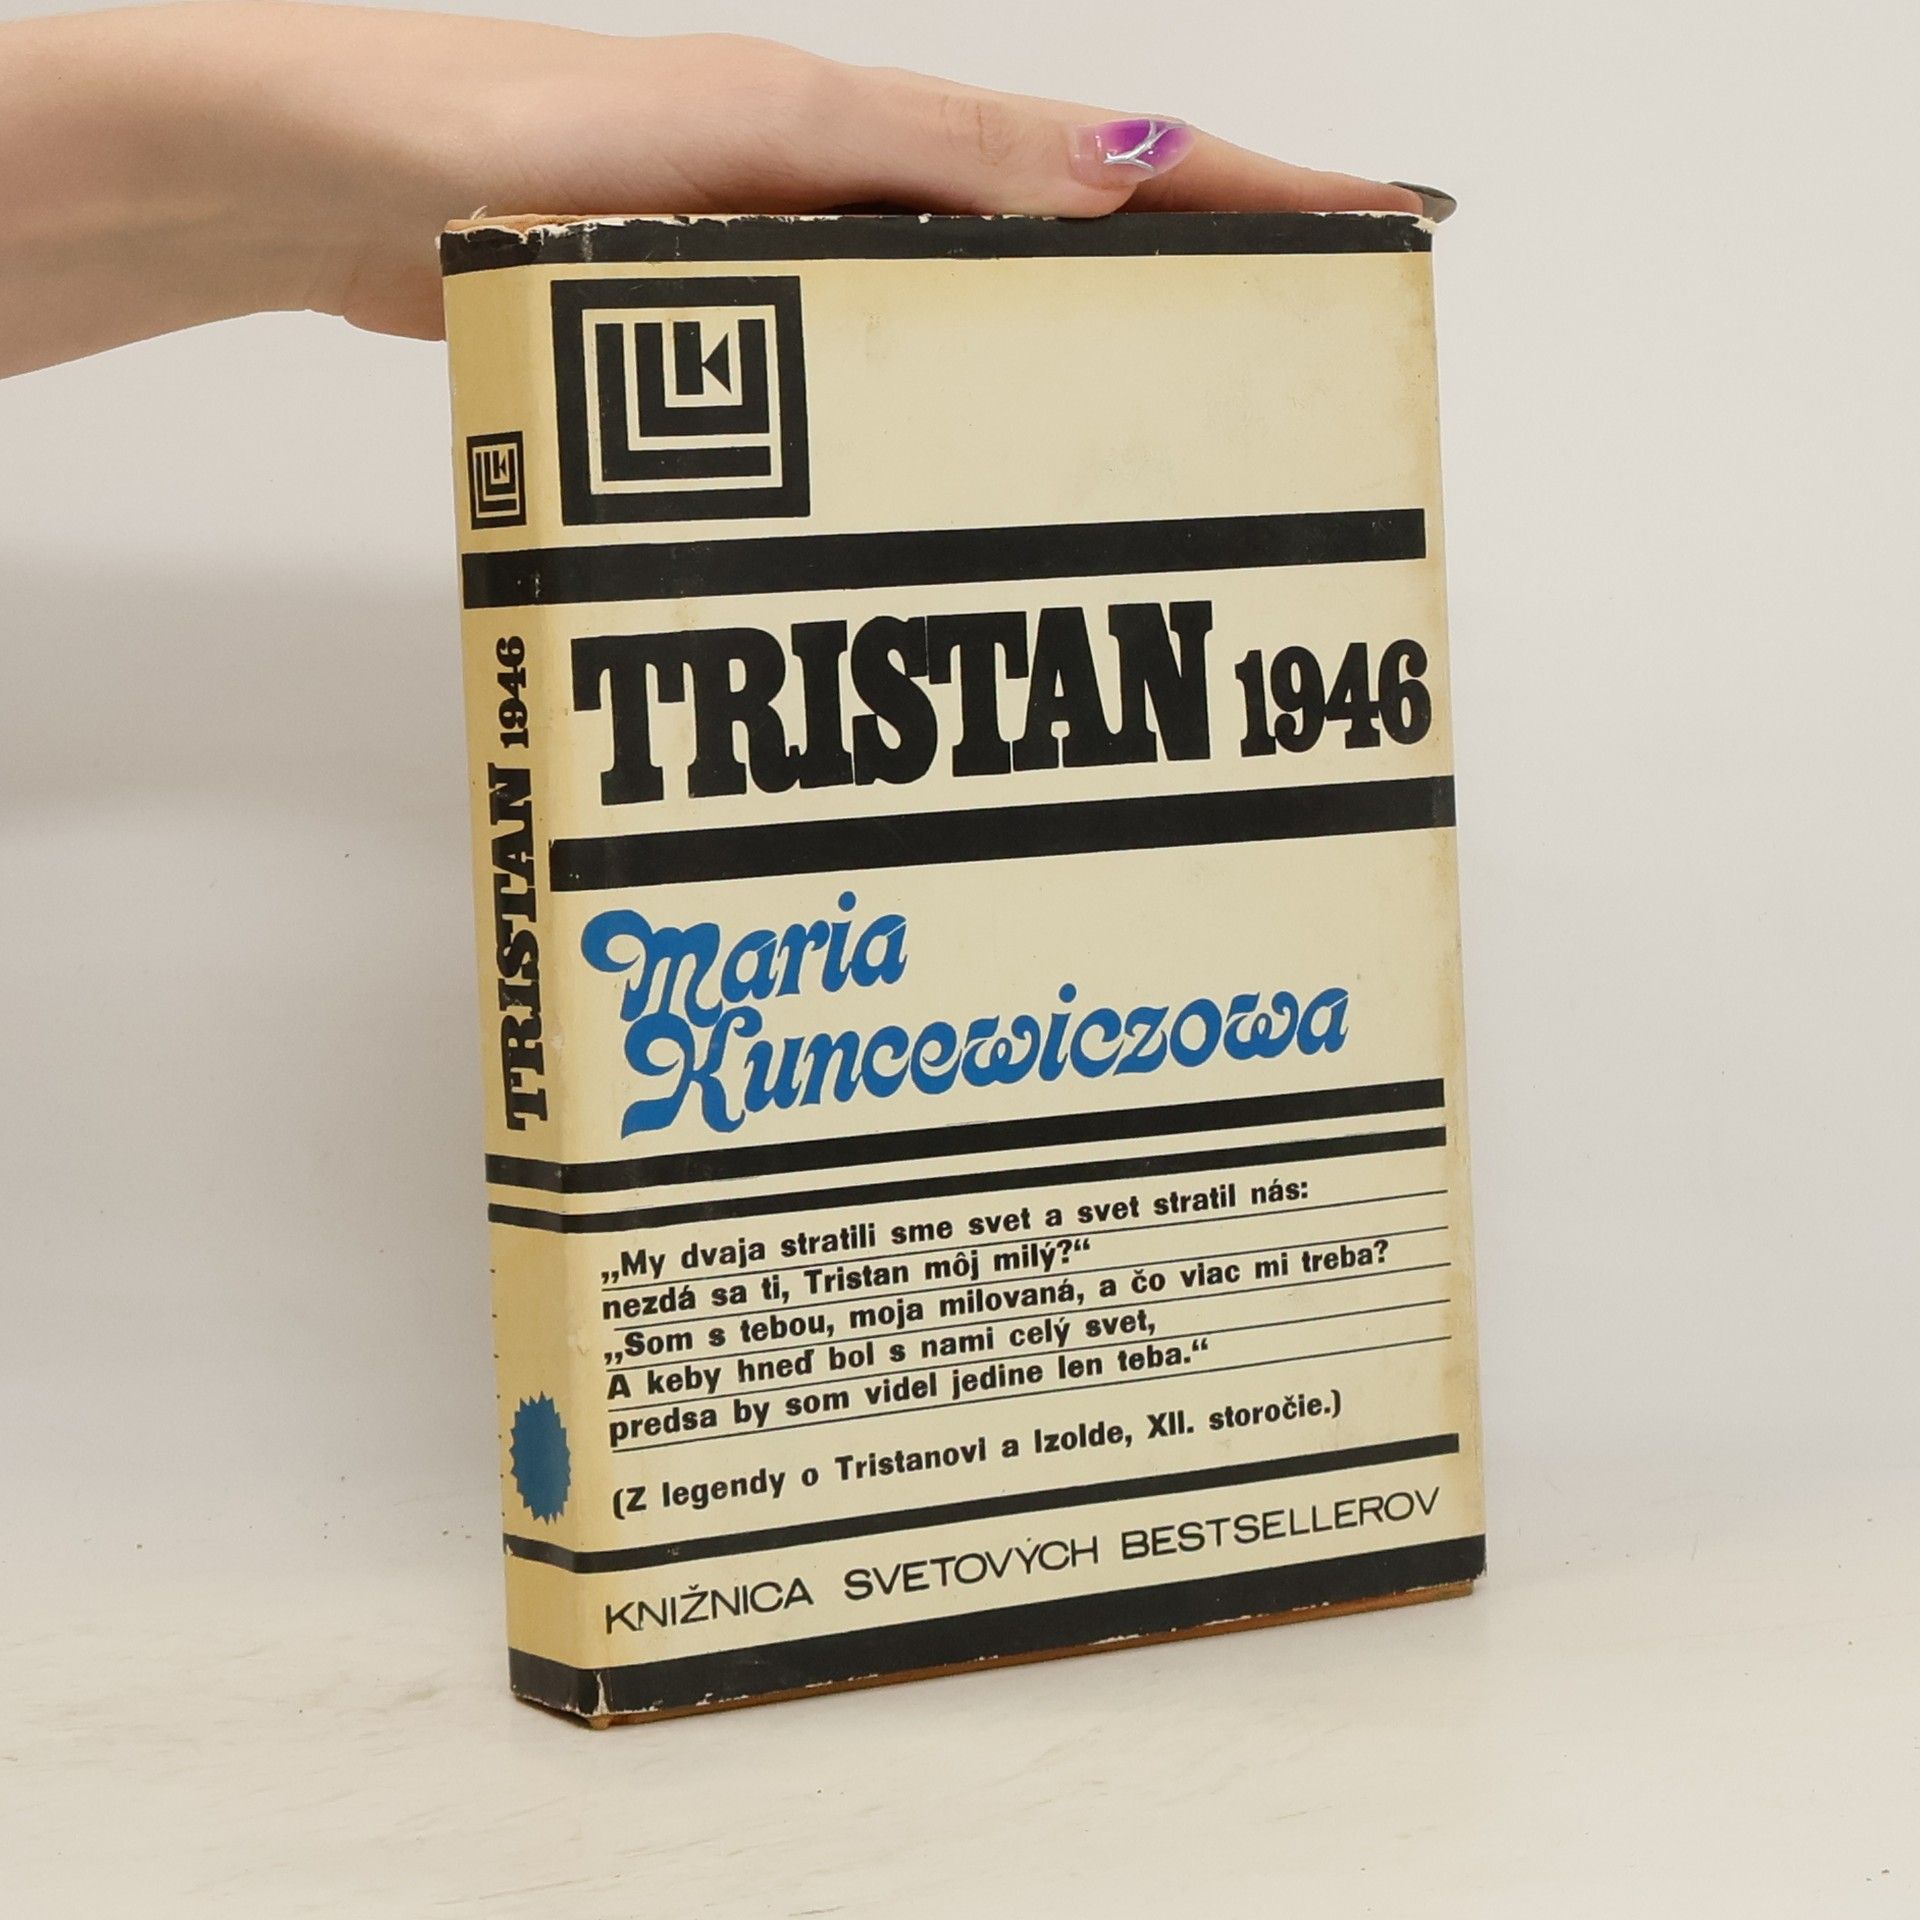 LLLK
TRISTAN 1946
Maria
Kuncewiczowa
„My dvaja stratili sme svet a svet stratil nás:
nezdá sa ti, Tristan môj milý?“
„Som s tebou, moja milovaná, a čo viac mi treba?
A keby hneď bol s nami celý svet,
predsa by som videl jedine len teba.“
(Z legendy o Tristanovi a Izolde, XII. storočie.)
KNIŽNICA SVETOVÝCH BESTSELLEROV
LLLK
TRISTAN 1946